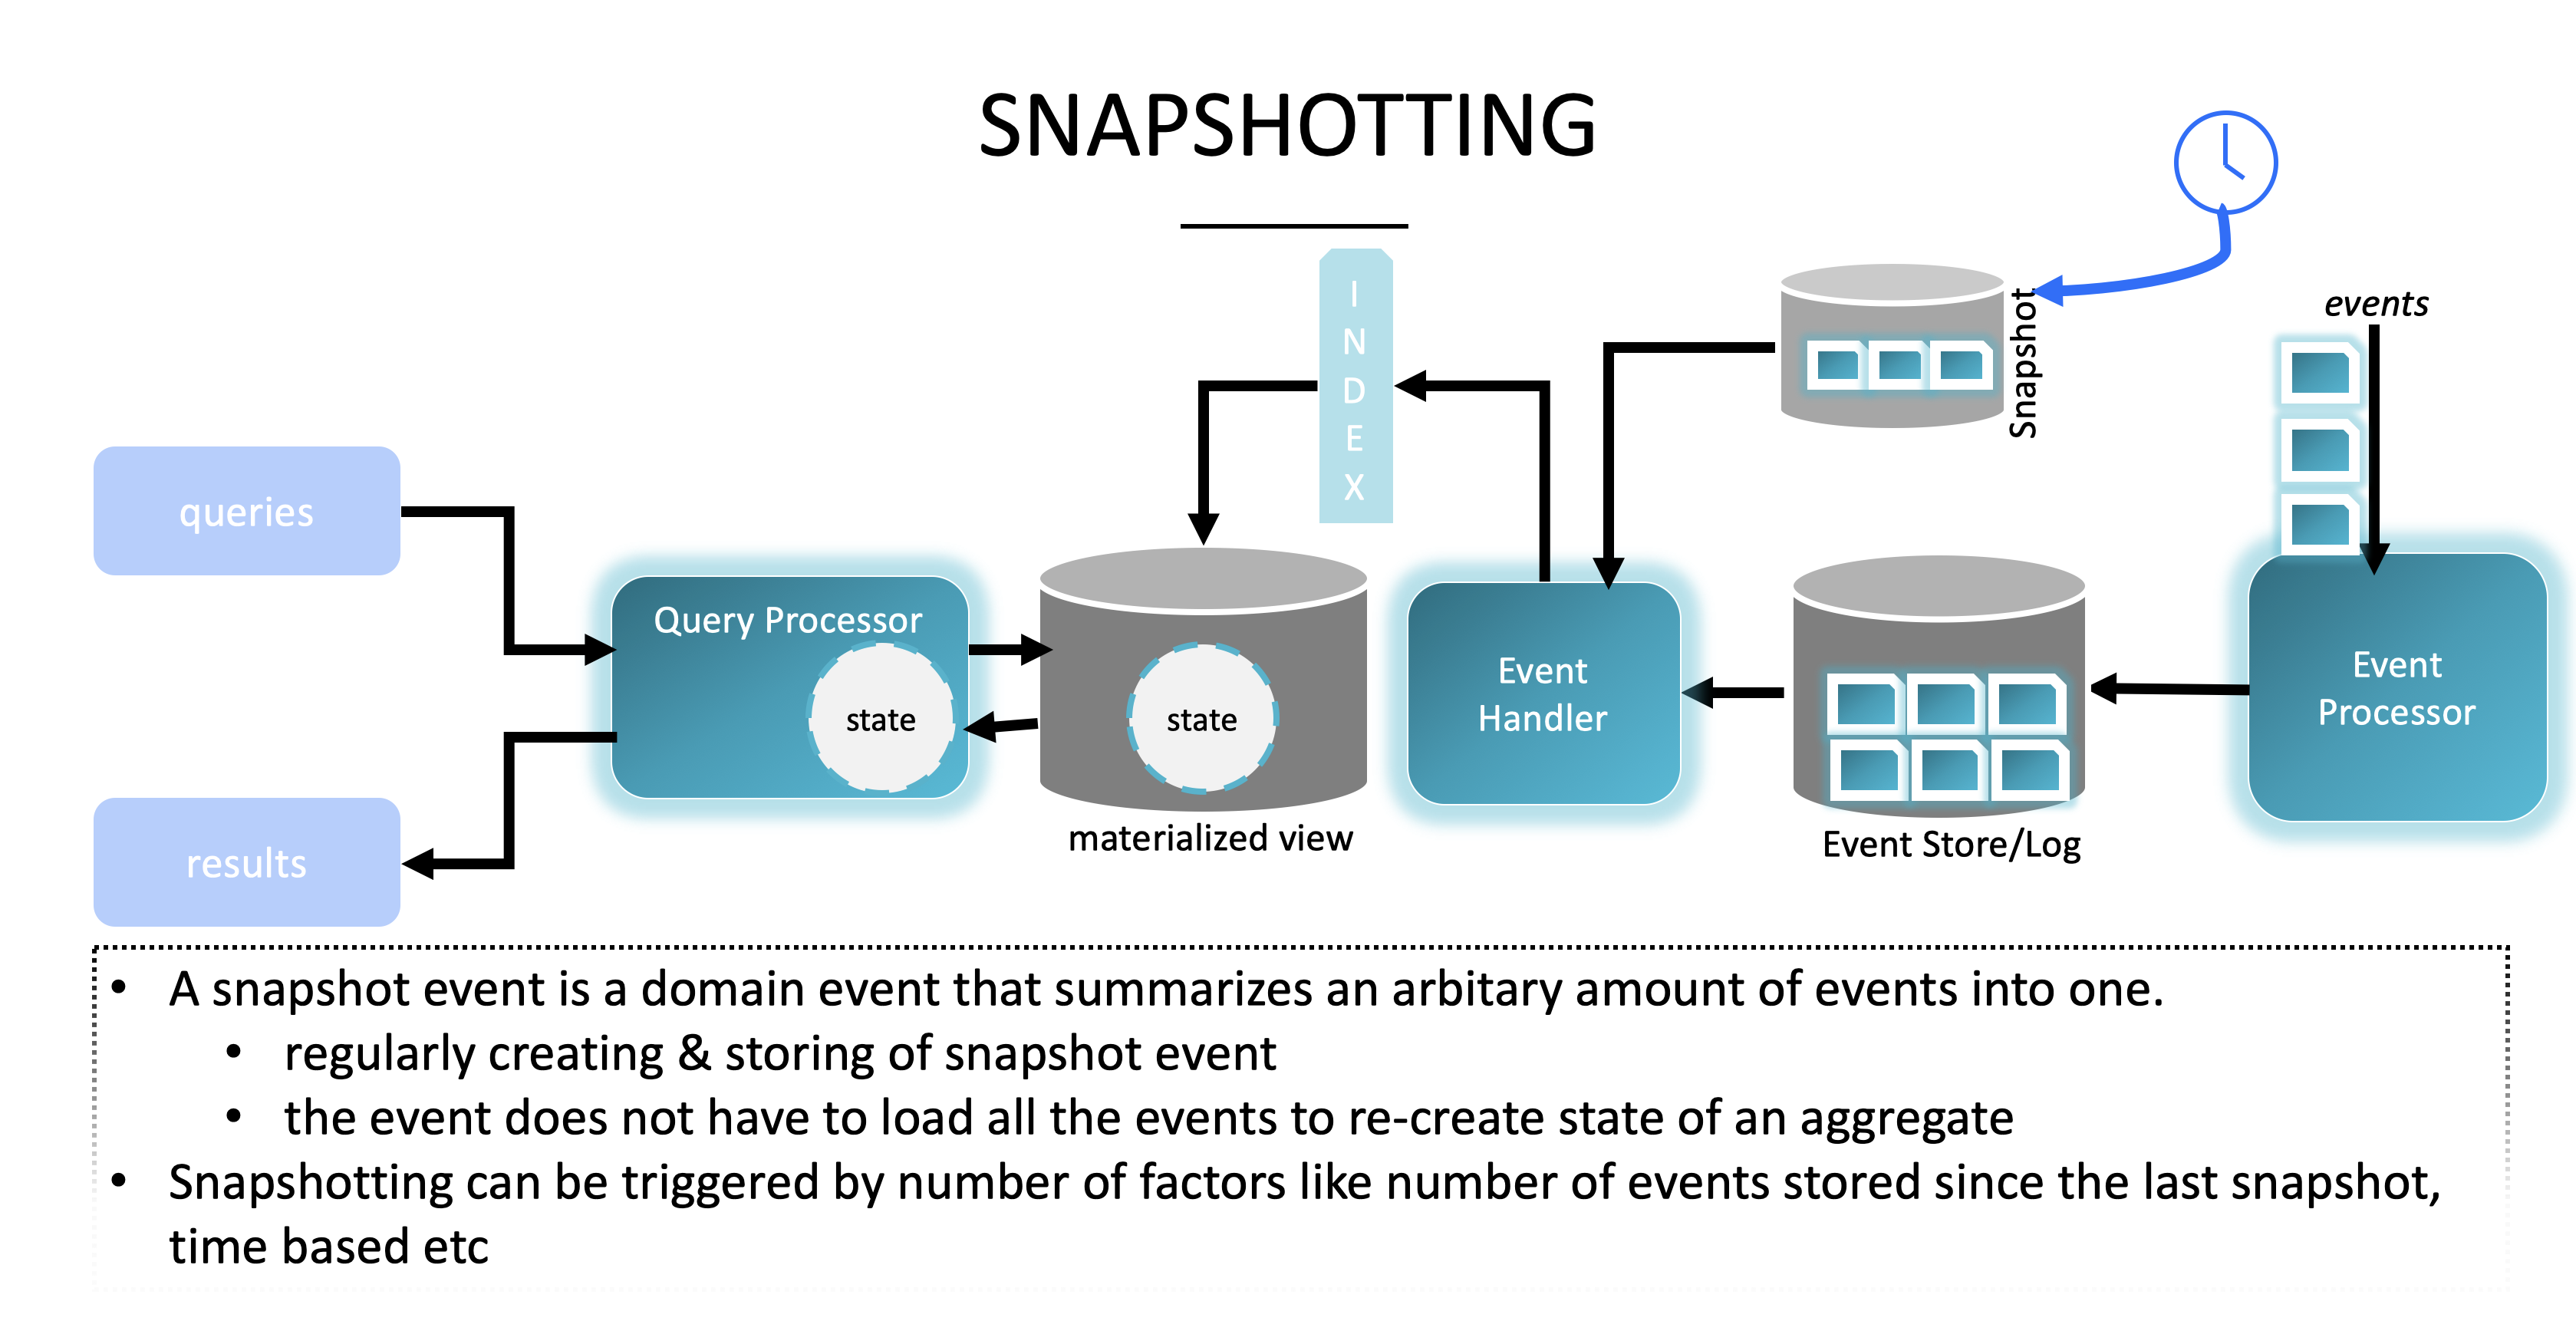 SNAPSHOTTING
INDEX
Snapshot
events
queries
Query Processor
state
state
Event
Handler
Event
Processor
materialized view
Event Store/Log
results
• A snapshot event is a domain event that summarizes an arbitary amount of events into one.
• regularly creating & storing of snapshot event
• the event does not have to load all the events to re-create state of an aggregate
• Snapshotting can be triggered by number of factors like number of events stored since the last snapshot,
time based etc